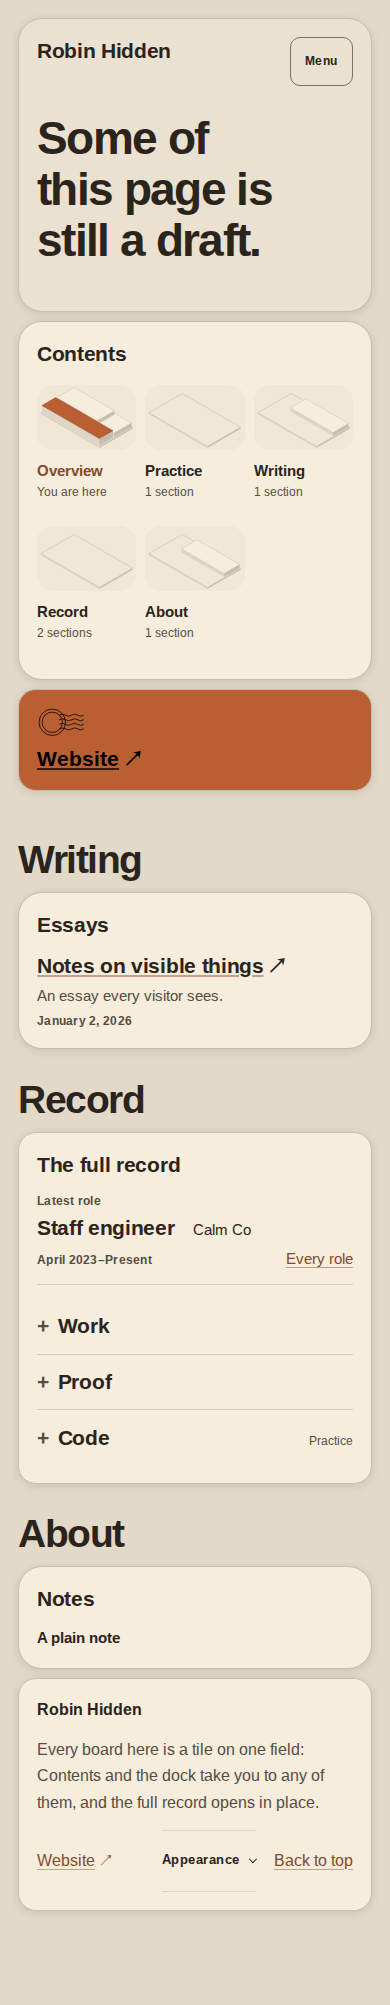 Robin Hidden
Menu
Some of
this page is
still a draft.
Contents
Overview
You are here
Practice
1 section
Writing
1 section
Record
2 sections
About
1 section
Website ↗
Writing
Essays
Notes on visible things ↗
An essay every visitor sees.
January 2, 2026
Record
The full record
Latest role
Staff engineer Calm Co
April 2023–Present Every role
+ Work
+ Proof
+ Code Practice
About
Notes
A plain note
Robin Hidden
Every board here is a tile on one field:
Contents and the dock take you to any of
them, and the full record opens in place.
Website ↗ Appearance Back to top